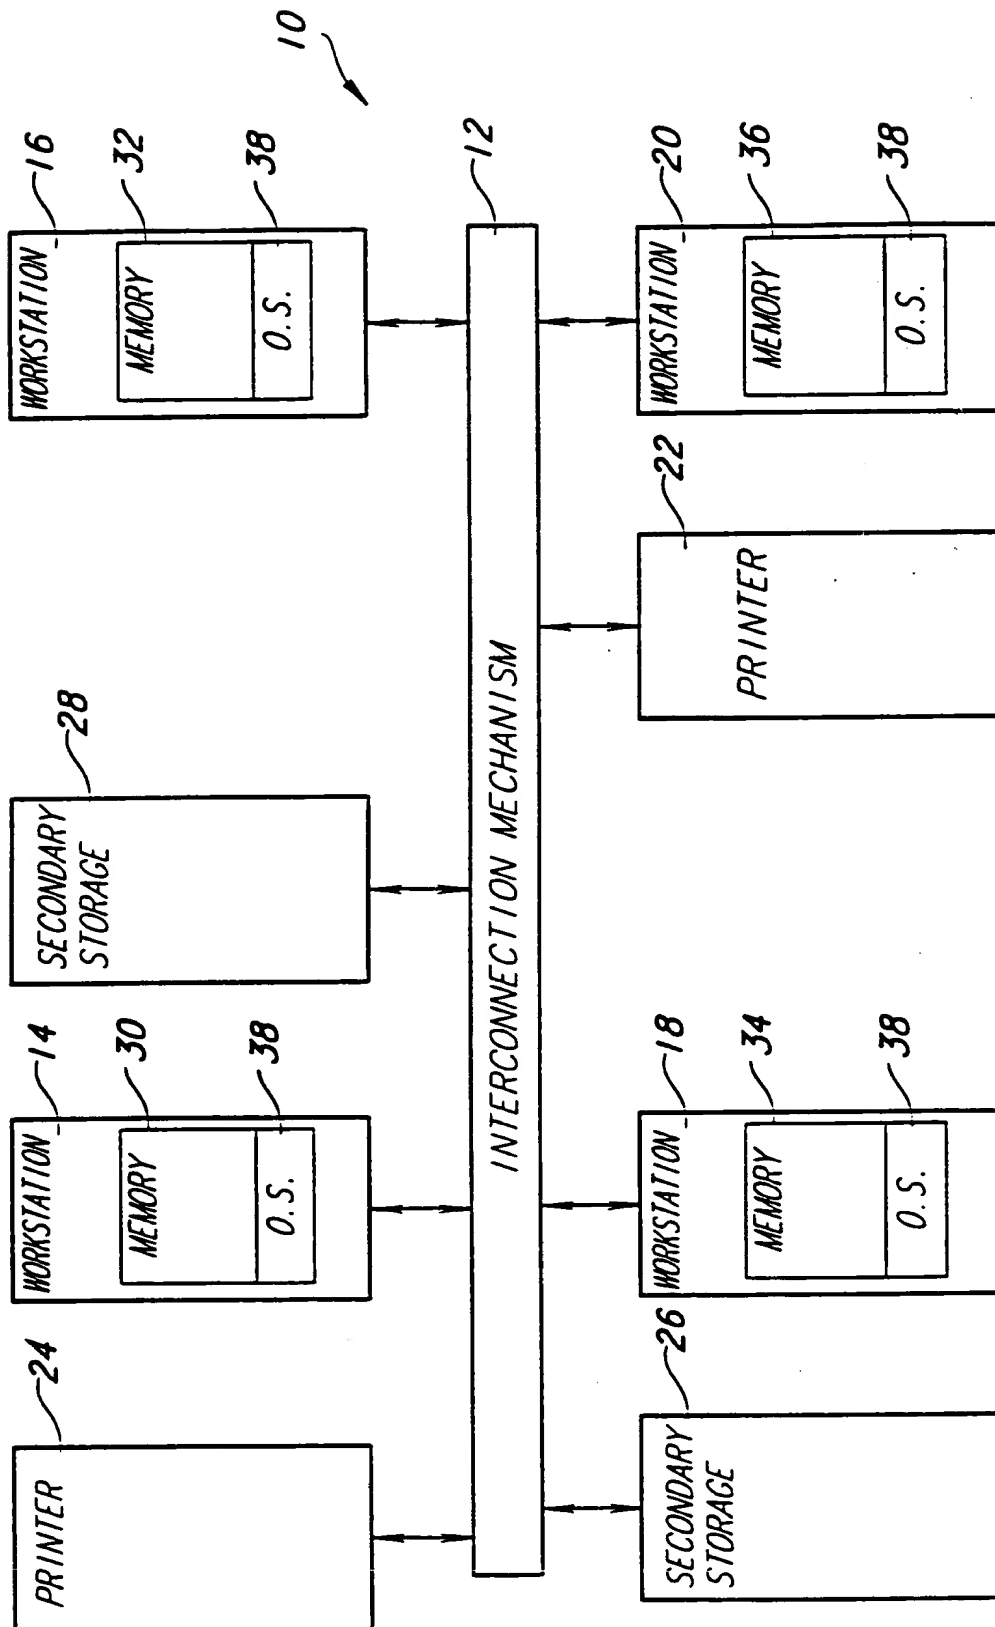 PRINTER
24
WORKSTATION
14
MEMORY
30
O.S.
38
SECONDARY
STORAGE
28
WORKSTATION
16
MEMORY
32
O.S.
38
10
INTERCONNECTION MECHANISM
12
SECONDARY
STORAGE
26
WORKSTATION
18
MEMORY
34
O.S.
38
PRINTER
22
WORKSTATION
20
MEMORY
36
O.S.
38